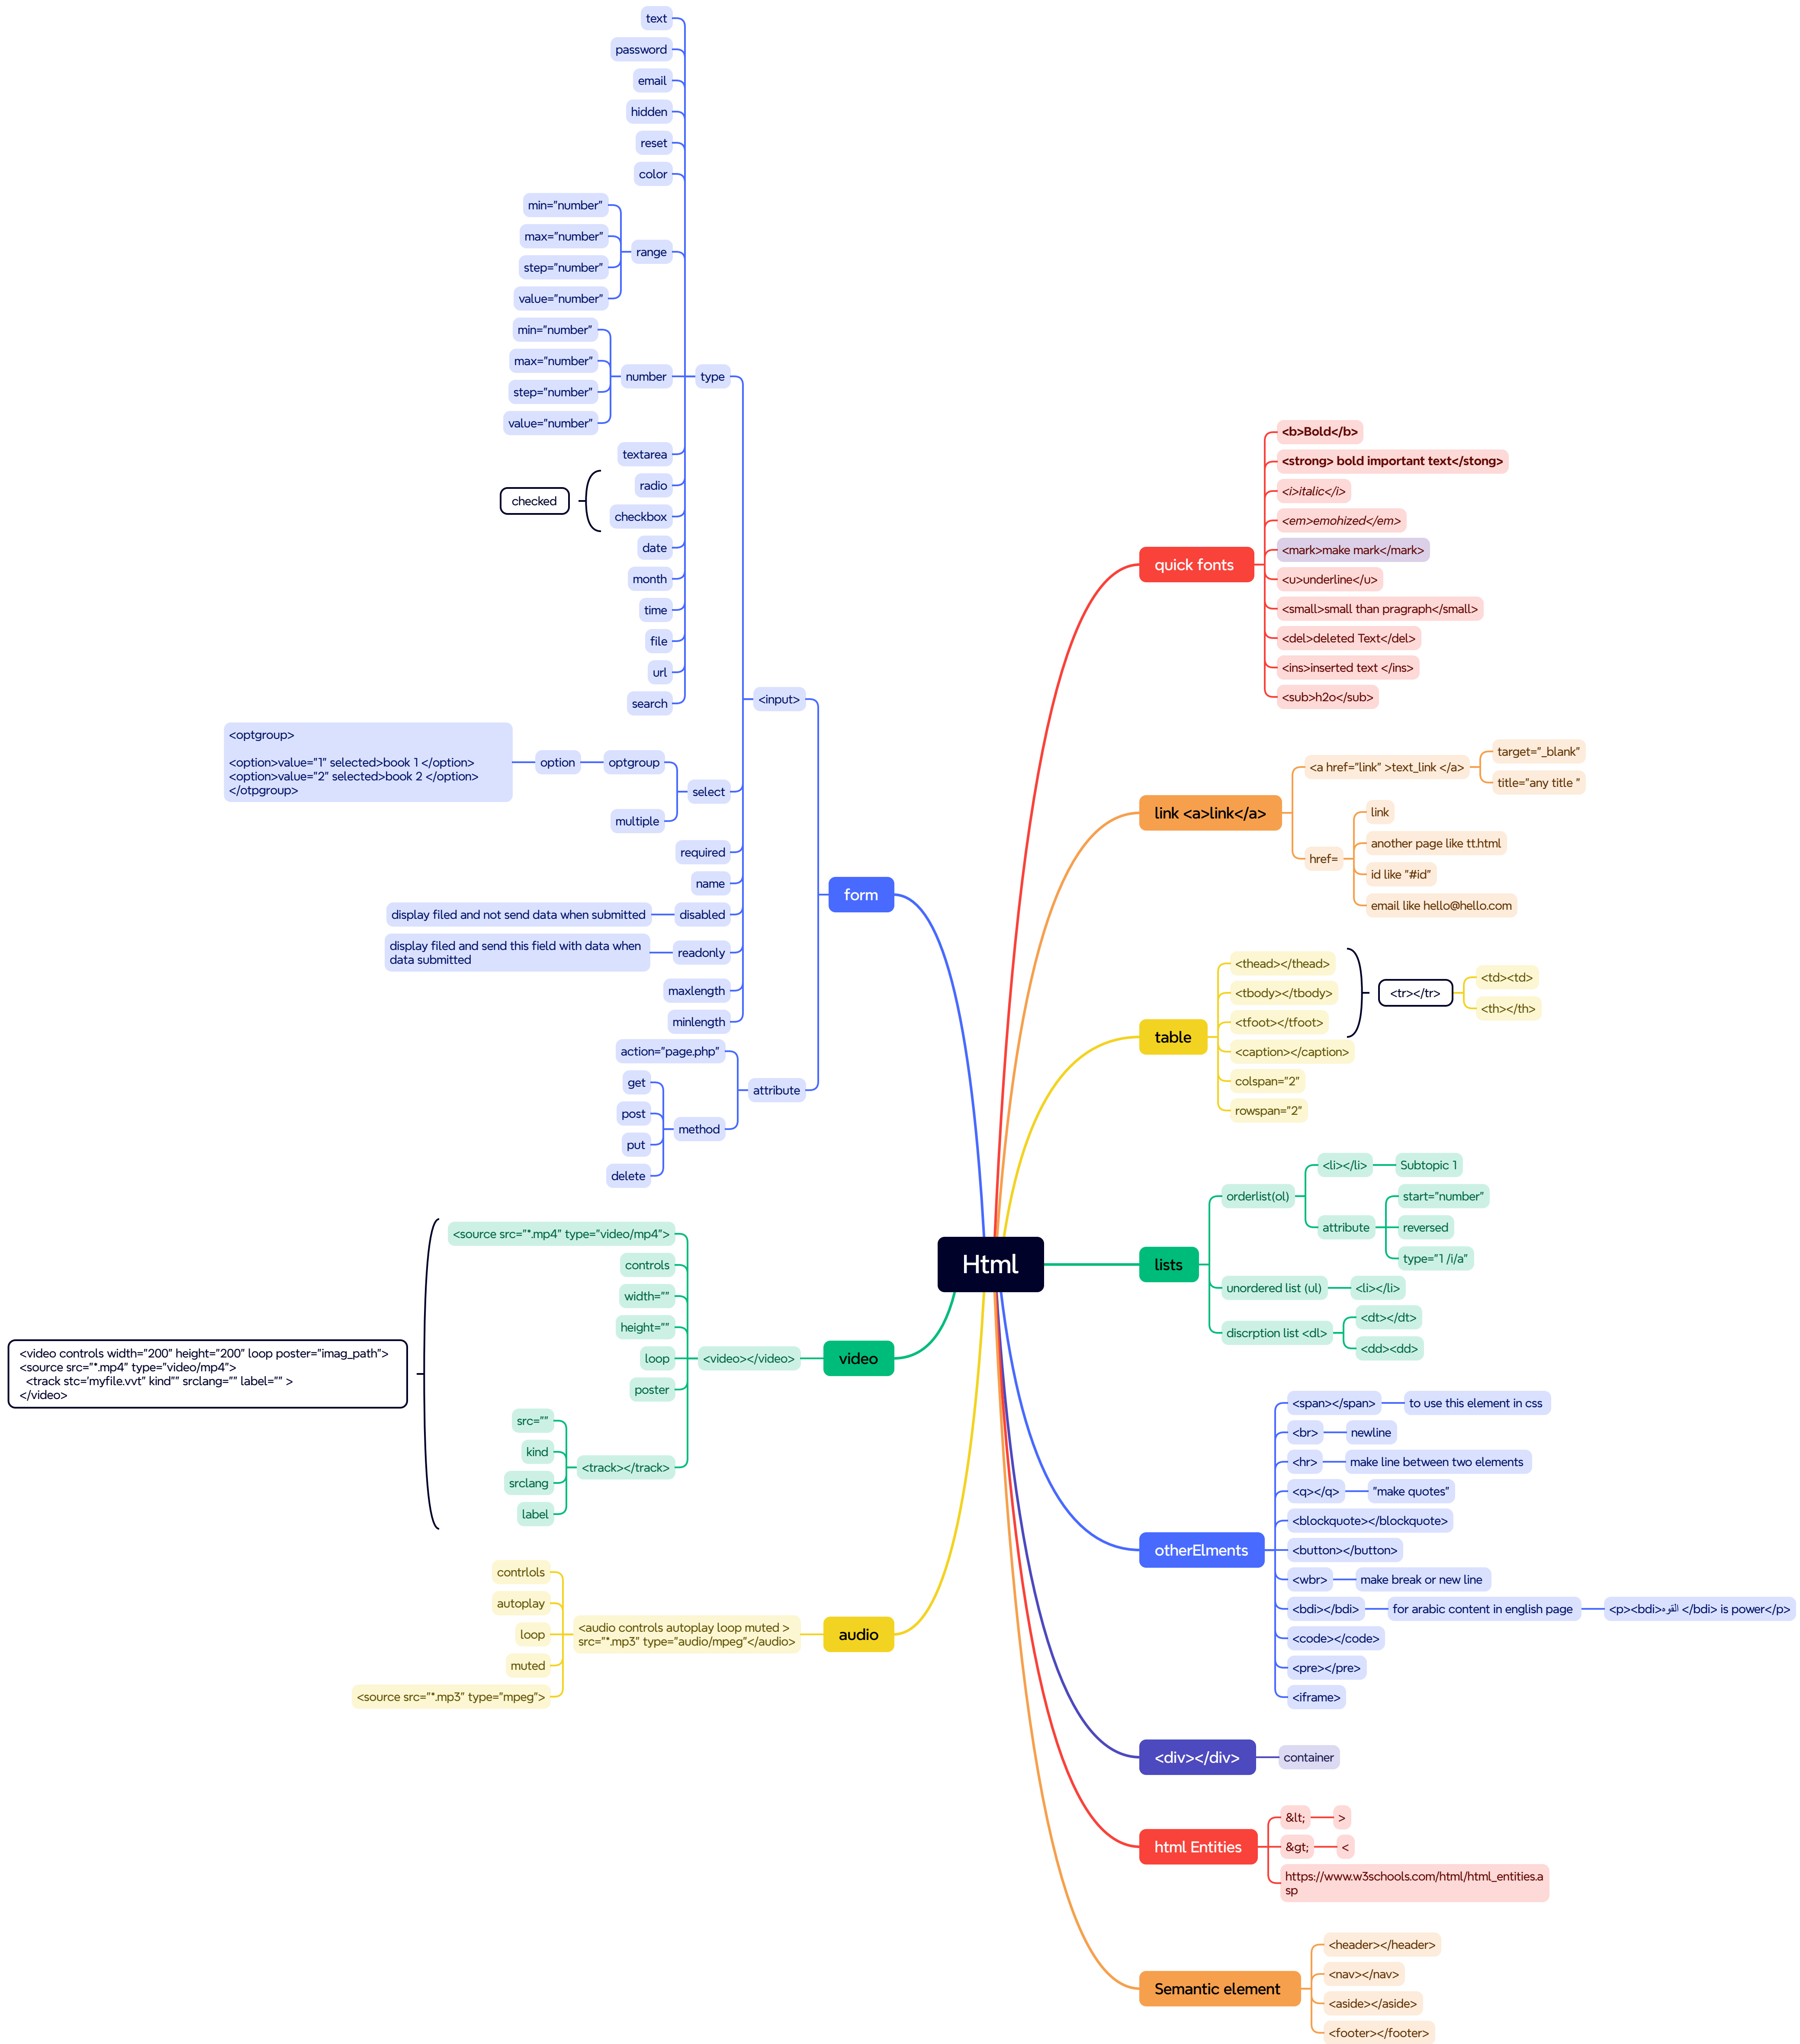 Html
quick fonts
<b>Bold</b>
<strong> bold important text</stong>
<i>italic</i>
<em>emohized</em>
<mark>make mark</mark>
<u>underline</u>
<small>small than pragraph</small>
<del>deleted Text</del>
<ins>inserted text </ins>
<sub>h2o</sub>
link <a>link</a>
<a href="link" >text_link </a>
target="_blank"
title="any title "
href=
link
another page like tt.html
id like "#id"
email like hello@hello.com
table
<thead></thead>
<tbody></tbody>
<tfoot></tfoot>
<tr></tr>
<td><td>
<th></th>
<caption></caption>
colspan="2"
rowspan="2"
lists
orderlist(ol)
<li></li>
Subtopic 1
attribute
start="number"
reversed
type="1 /i/a"
unordered list (ul)
<li></li>
discrption list <dl>
<dt></dt>
<dd><dd>
otherElments
<span></span>
to use this element in css
<br>
newline
<hr>
make line between two elements
<q></q>
"make quotes"
<blockquote></blockquote>
<button></button>
<wbr>
make break or new line
<bdi></bdi>
for arabic content in english page
<p><bdi>القوه </bdi> is power</p>
<code></code>
<pre></pre>
<iframe>
<div></div>
container
html Entities
&lt;
>
&gt;
<
https://www.w3schools.com/html/html_entities.a
sp
Semantic element
<header></header>
<nav></nav>
<aside></aside>
<footer></footer>
form
<input>
type
text
password
email
hidden
reset
color
range
min="number"
max="number"
step="number"
value="number"
number
min="number"
max="number"
step="number"
value="number"
textarea
radio
checkbox
checked
date
month
time
file
url
search
select
optgroup
option
<optgroup>
<option>value="1" selected>book 1 </option>
<option>value="2" selected>book 2 </option>
</otpgroup>
multiple
required
name
disabled
display filed and not send data when submitted
readonly
display filed and send this field with data when
data submitted
maxlength
minlength
attribute
action="page.php"
method
get
post
put
delete
video
<video></video>
<source src="*.mp4" type="video/mp4">
controls
width=""
height=""
loop
poster
<track></track>
src=""
kind
srclang
label
<video controls width="200" height="200" loop poster="imag_path">
<source src="*.mp4" type="video/mp4">
<track stc='myfile.vvt" kind"" srclang="" label="" >
</video>
audio
<audio controls autoplay loop muted >
src="*.mp3" type="audio/mpeg"</audio>
contrlols
autoplay
loop
muted
<source src="*.mp3" type="mpeg">